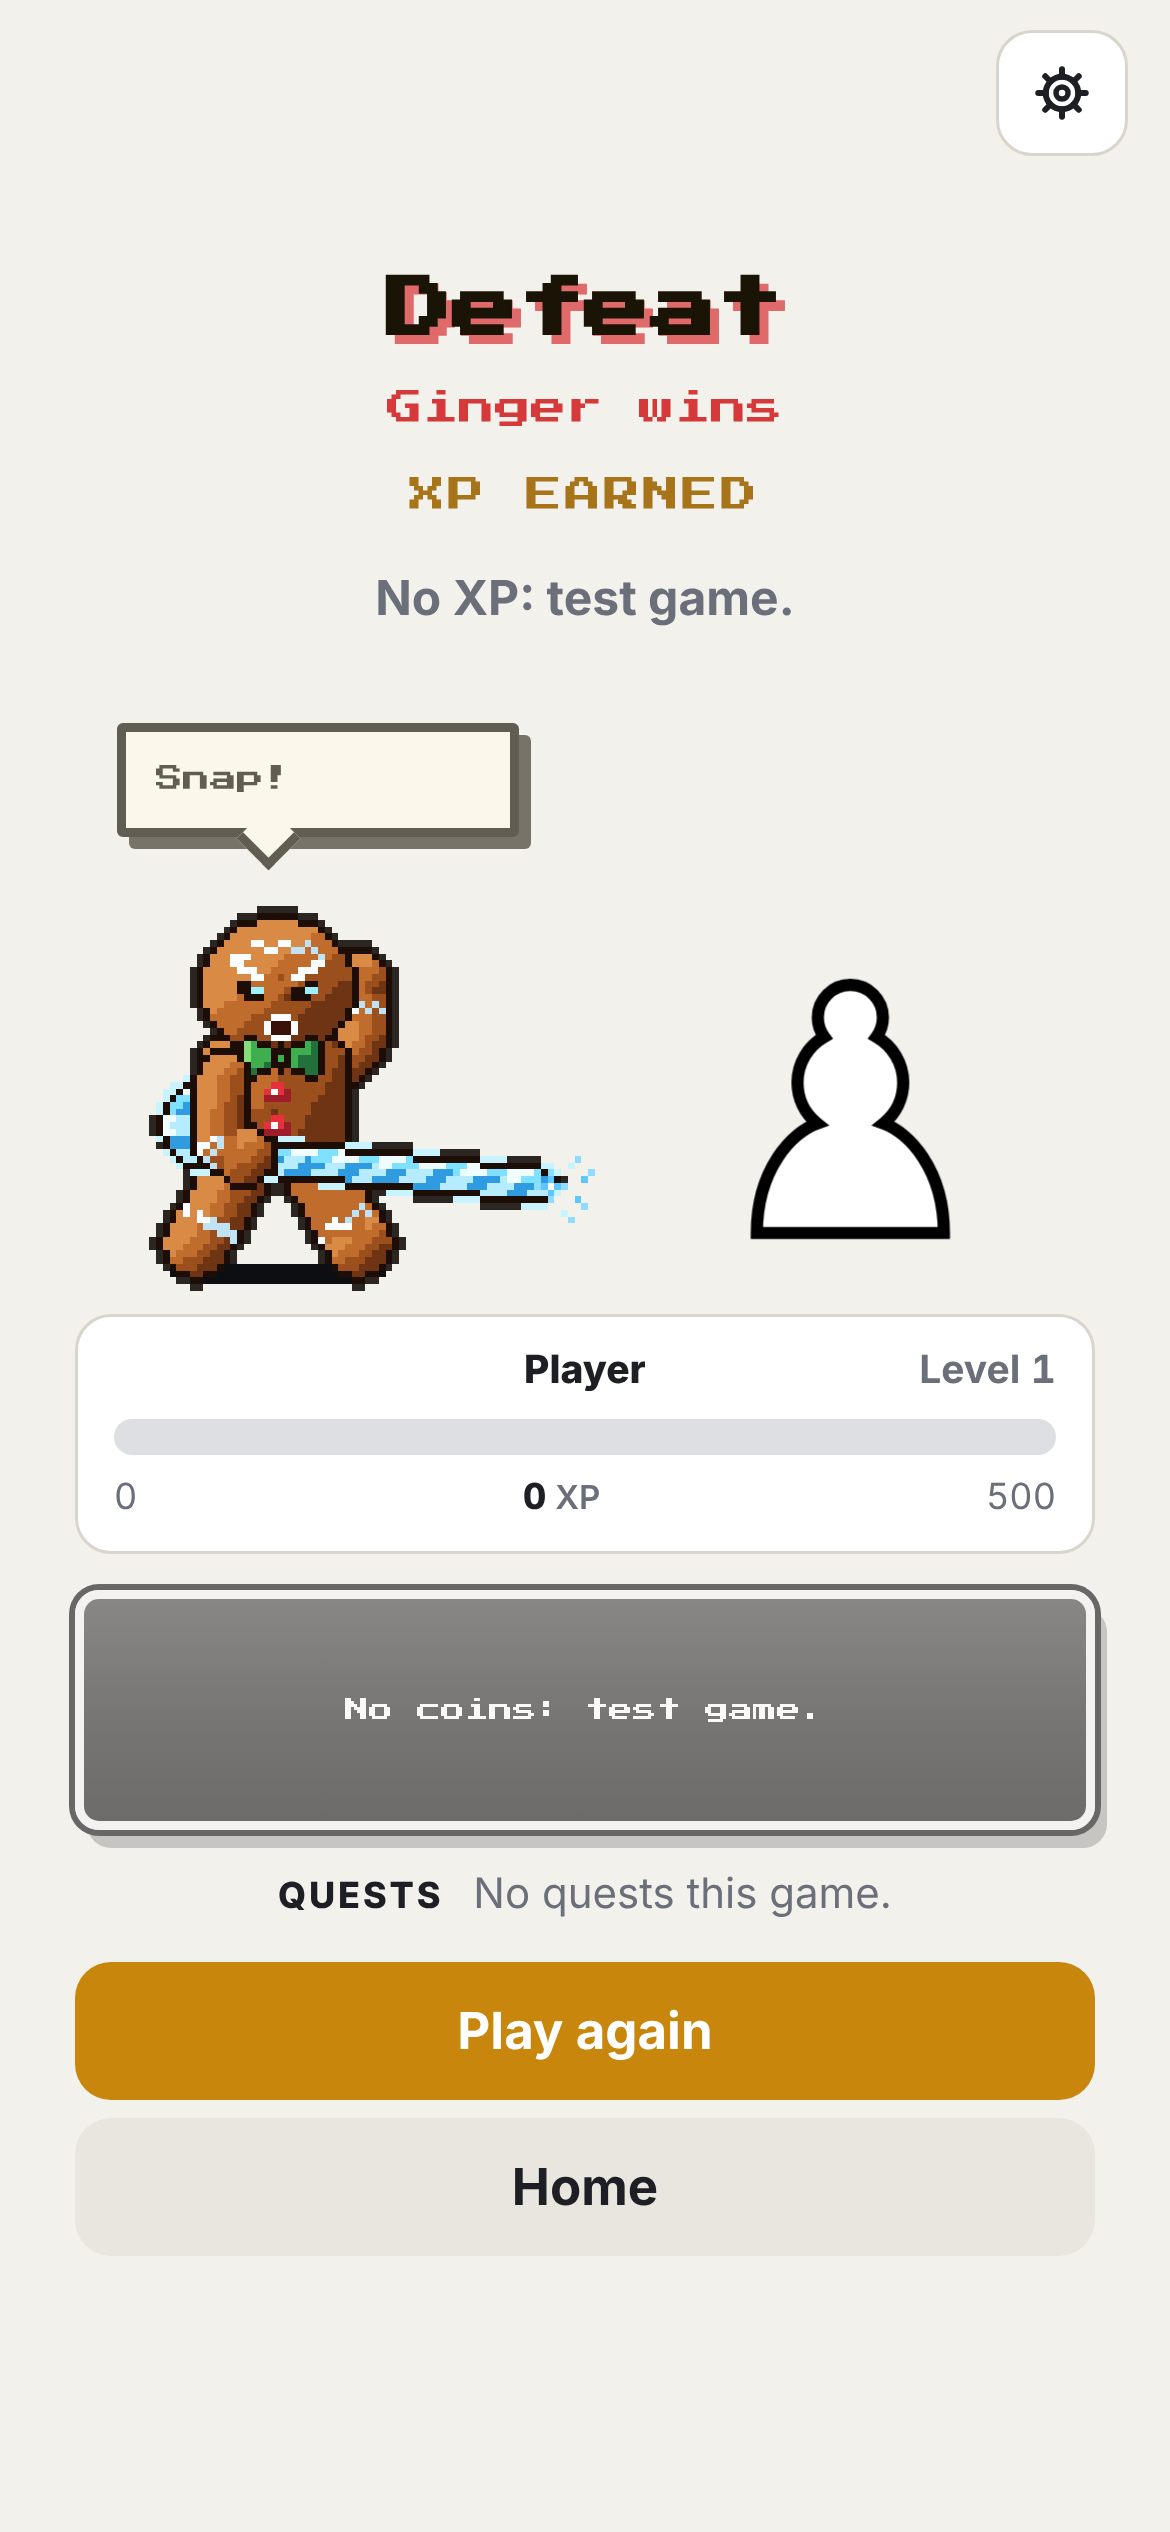 Defeat
Ginger wins
XP EARNED
No XP: test game.
Snap!
Player Level 1
0 0 XP 500
No coins: test game.
QUESTS No quests this game.
Play again
Home